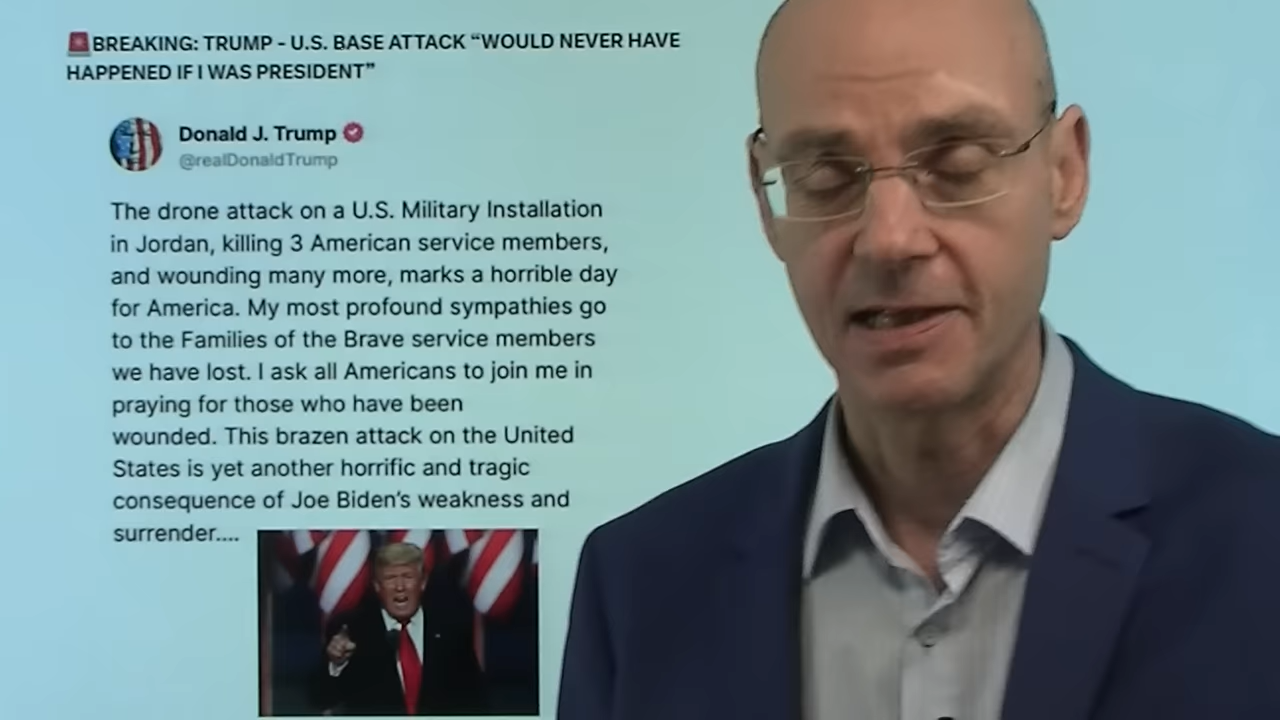 🚨BREAKING: TRUMP - U.S. BASE ATTACK “WOULD NEVER HAVE
HAPPENED IF I WAS PRESIDENT”
Donald J. Trump
@realDonaldTrump
The drone attack on a U.S. Military Installation
in Jordan, killing 3 American service members,
and wounding many more, marks a horrible day
for America. My most profound sympathies go
to the Families of the Brave service members
we have lost. I ask all Americans to join me in
praying for those who have been
wounded. This brazen attack on the United
States is yet another horrific and tragic
consequence of Joe Biden’s weakness and
surrender....